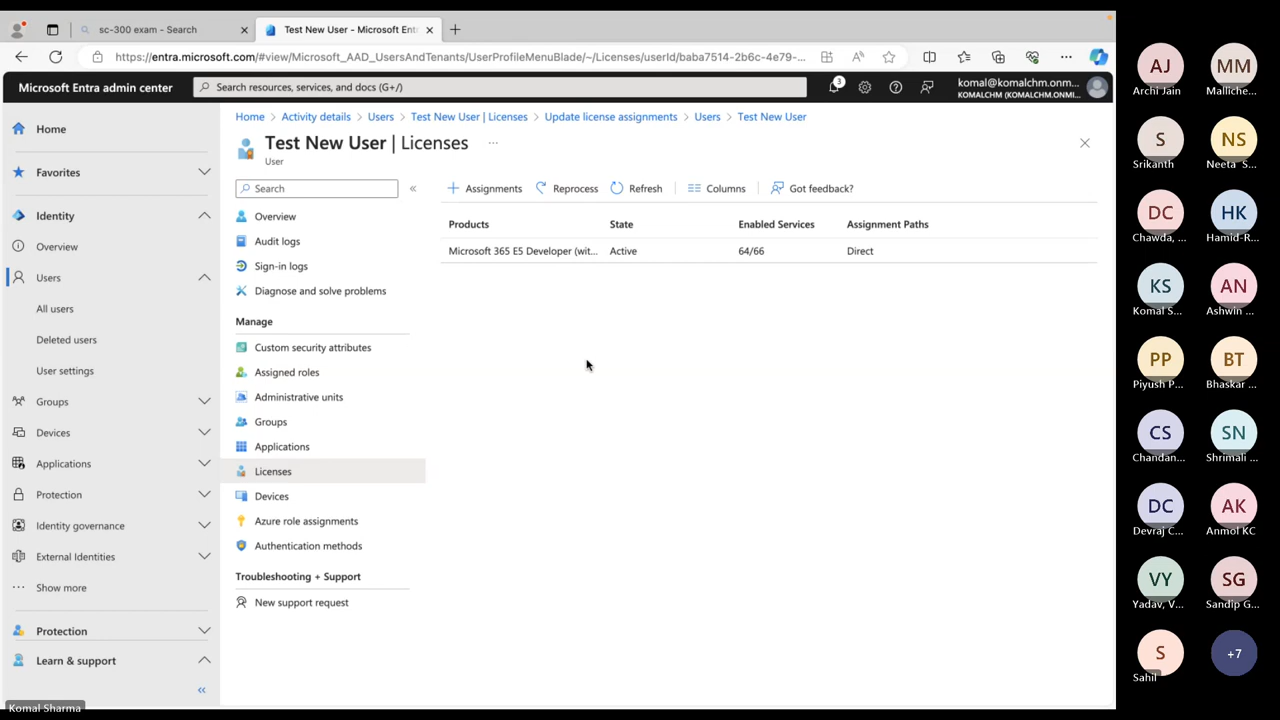 sc-300 exam - Search
Test New User - Microsoft Entr
https://entra.microsoft.com/#view/Microsoft_AAD_UsersAndTenants/UserProfileMenuBlade/~/Licenses/userId/baba7514-2b6c-4e79-...
Microsoft Entra admin center
Search resources, services, and docs (G+/)
3
komal@komalchm.onm...
KOMALCHM (KOMALCHM.ONMI...
Home > Activity details > Users > Test New User | Licenses > Update license assignments > Users > Test New User
Test New User | Licenses ...
User
Home
Favorites
Identity
Overview
Users
All users
Deleted users
User settings
Groups
Devices
Applications
Protection
Identity governance
External Identities
Show more
Protection
Learn & support
Komal Sharma
Search
Overview
Audit logs
Sign-in logs
Diagnose and solve problems
Manage
Custom security attributes
Assigned roles
Administrative units
Groups
Applications
Licenses
Devices
Azure role assignments
Authentication methods
Troubleshooting + Support
New support request
Assignments Reprocess Refresh Columns Got feedback?
Products State Enabled Services Assignment Paths
Microsoft 365 E5 Developer (wit... Active 64/66 Direct
AJ MM
Archi Jain Malliche...
S NS
Srikanth Neeta S...
DC HK
Chawda, ... Hamid-R...
KS AN
Komal S... Ashwin ...
PP BT
Piyush P... Bhaskar ...
CS SN
Chandan... Shrimali ...
DC AK
Devraj C... Anmol KC
VY SG
Yadav, V... Sandip G...
S +7
Sahil